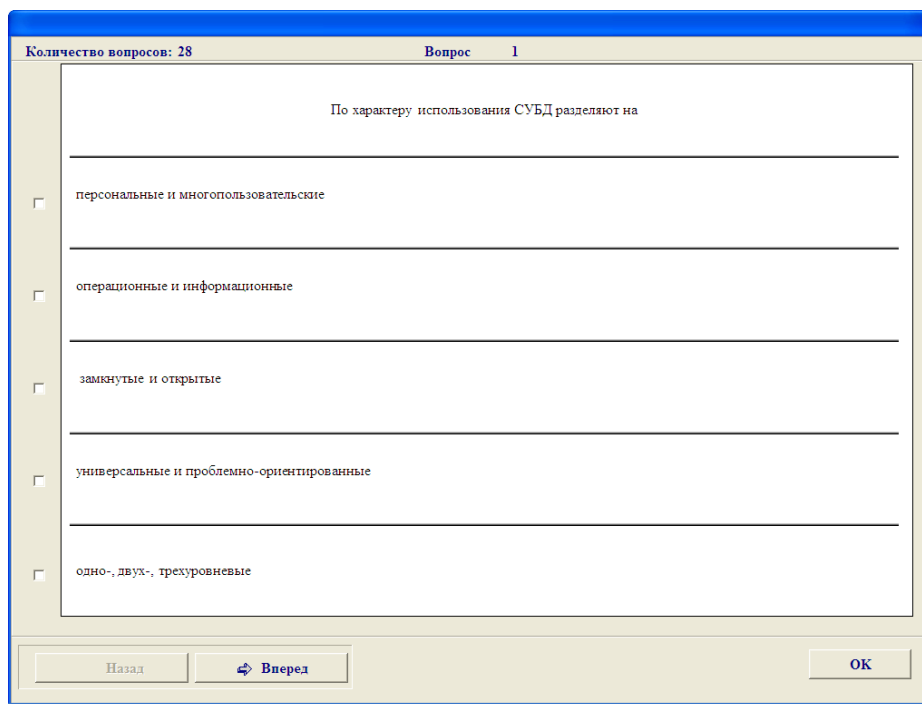 Количество вопросов: 28 Вопрос 1
По характеру использования СУБД разделяют на
персональные и многопользовательские
операционные и информационные
замкнутые и открытые
универсальные и проблемно-ориентированные
одно-, двух-, трехуровневые
Назад Вперед OK